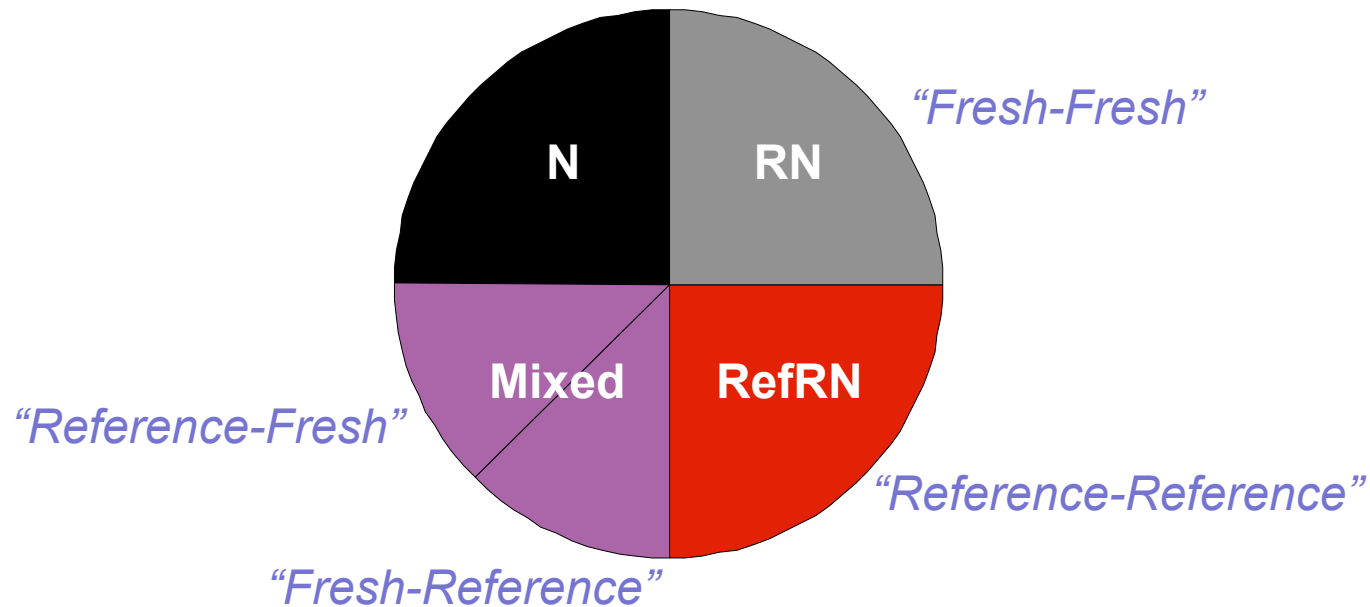 “Fresh-Fresh”
N
RN
Mixed
RefRN
“Reference-Fresh”
“Reference-Reference”
“Fresh-Reference”